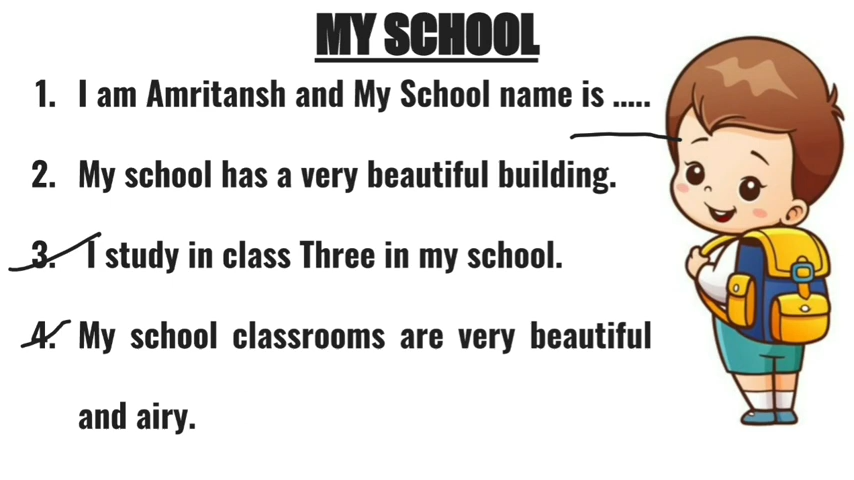 MY SCHOOL
1. I am Amritansh and My School name is .....
2. My school has a very beautiful building.
3. I study in class Three in my school.
4. My school classrooms are very beautiful
and airy.